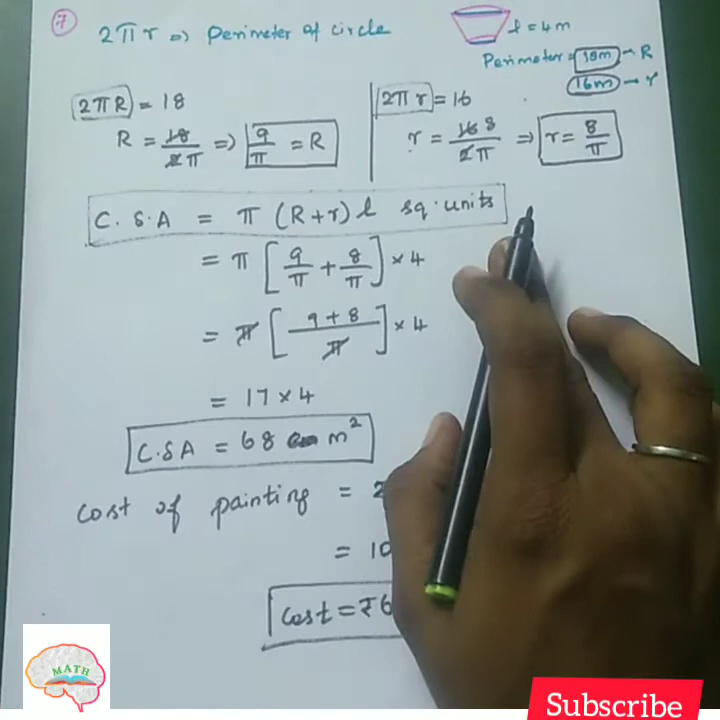 7
2πr ⇒ Perimeter of circle
l = 4m
Perimeter = 18m → R
16m → r
2πR = 18
R = 18/2π ⇒ 9/π = R
2πr = 16
r = 16 8/2π ⇒ r = 8/π
C.S.A = π (R+r) l sq. units
= π [9/π + 8/π] × 4
= π [9+8/π] × 4
= 17 × 4
C.S.A = 68 m²
Cost of painting = 2
= 10
Cost = ₹6
MATH
Subscribe